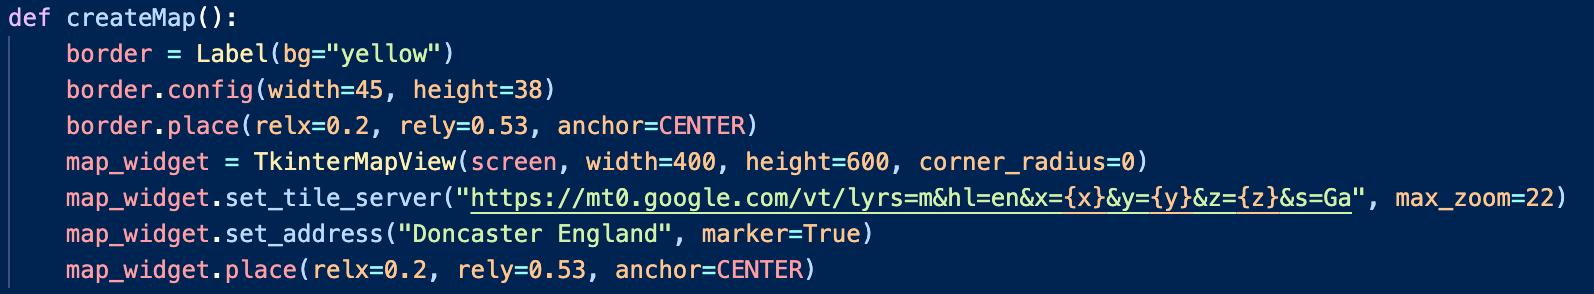 def createMap():
    border = Label(bg="yellow")
    border.config(width=45, height=38)
    border.place(relx=0.2, rely=0.53, anchor=CENTER)
    map_widget = TkinterMapView(screen, width=400, height=600, corner_radius=0)
    map_widget.set_tile_server("https://mt0.google.com/vt/lyrs=m&hl=en&x={x}&y={y}&z={z}&s=Ga", max_zoom=22)
    map_widget.set_address("Doncaster England", marker=True)
    map_widget.place(relx=0.2, rely=0.53, anchor=CENTER)